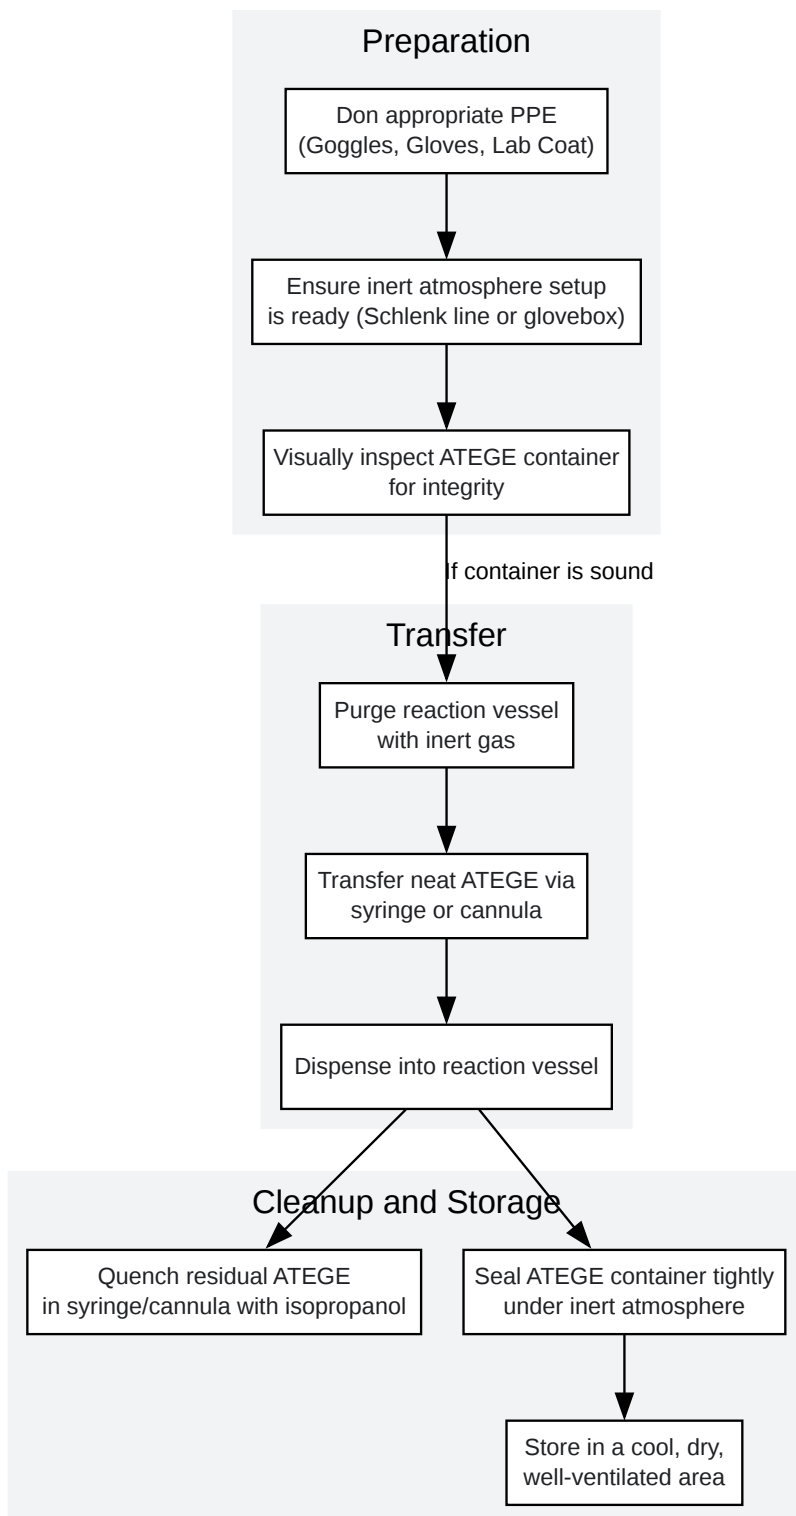 Preparation
Don appropriate PPE
(Goggles, Gloves, Lab Coat)
Ensure inert atmosphere setup
is ready (Schlenk line or glovebox)
Visually inspect ATEGE container
for integrity
If container is sound
Transfer
Purge reaction vessel
with inert gas
Transfer neat ATEGE via
syringe or cannula
Dispense into reaction vessel
Cleanup and Storage
Quench residual ATEGE
in syringe/cannula with isopropanol
Seal ATEGE container tightly
under inert atmosphere
Store in a cool, dry,
well-ventilated area